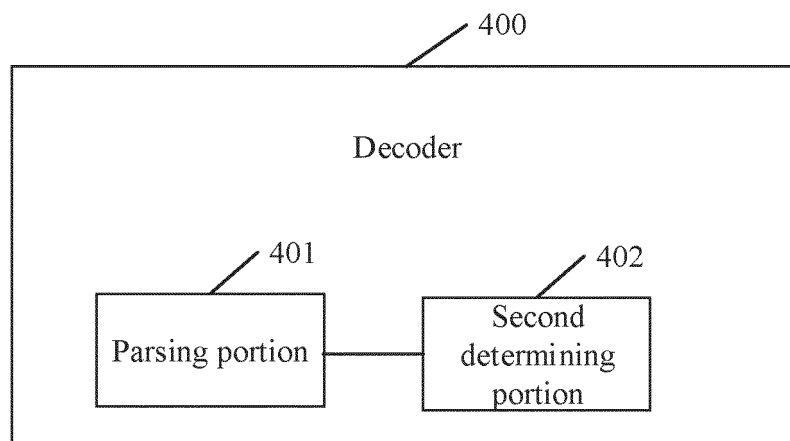 400
Decoder
401
402
Parsing portion
Second
determining
portion